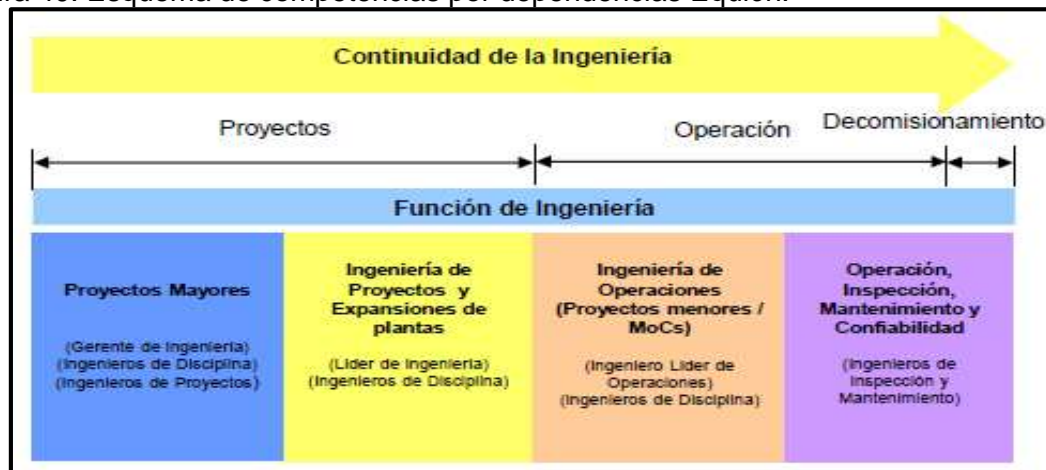 Continuidad de la Ingeniería
Proyectos
Operación
Decomisionamiento
Función de Ingeniería
Proyectos Mayores
(Gerente de Ingeniería)
(Ingenieros de Disciplina)
(Ingenieros de Proyectos)
Ingeniería de
Proyectos y
Expansiones de
plantas
(Líder de Ingeniería)
(Ingenieros de Disciplina)
Ingeniería de
Operaciones
(Proyectos menores /
MoCs)
(Ingeniero Líder de
Operaciones)
(Ingenieros de Disciplina)
Operación,
Inspección,
Mantenimiento y
Confiabilidad
(Ingenieros de
Inspección y
Mantenimiento)